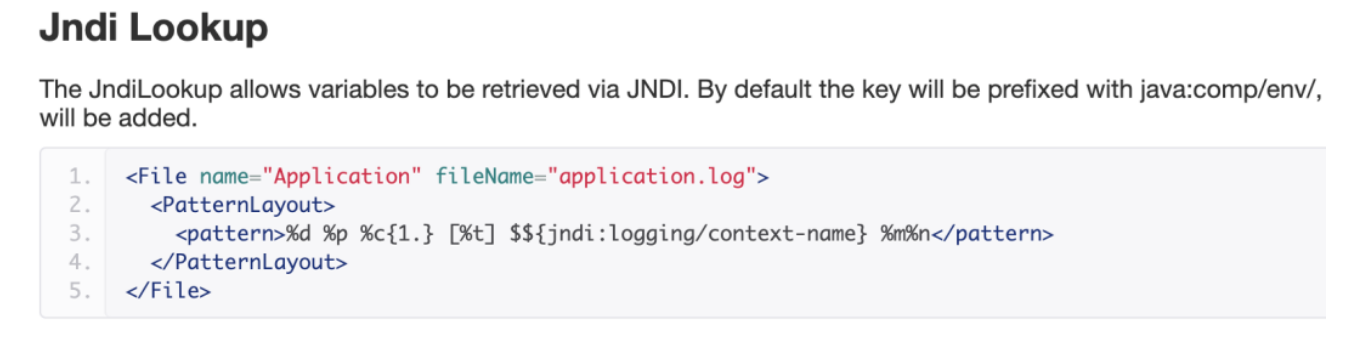 Jndi Lookup
The JndiLookup allows variables to be retrieved via JNDI. By default the key will be prefixed with java:comp/env/,
will be added.
1. <File name="Application" fileName="application.log">
2. <PatternLayout>
3. <pattern>%d %p %c{1.} [%t] $${jndi:logging/context-name} %m%n</pattern>
4. </PatternLayout>
5. </File>